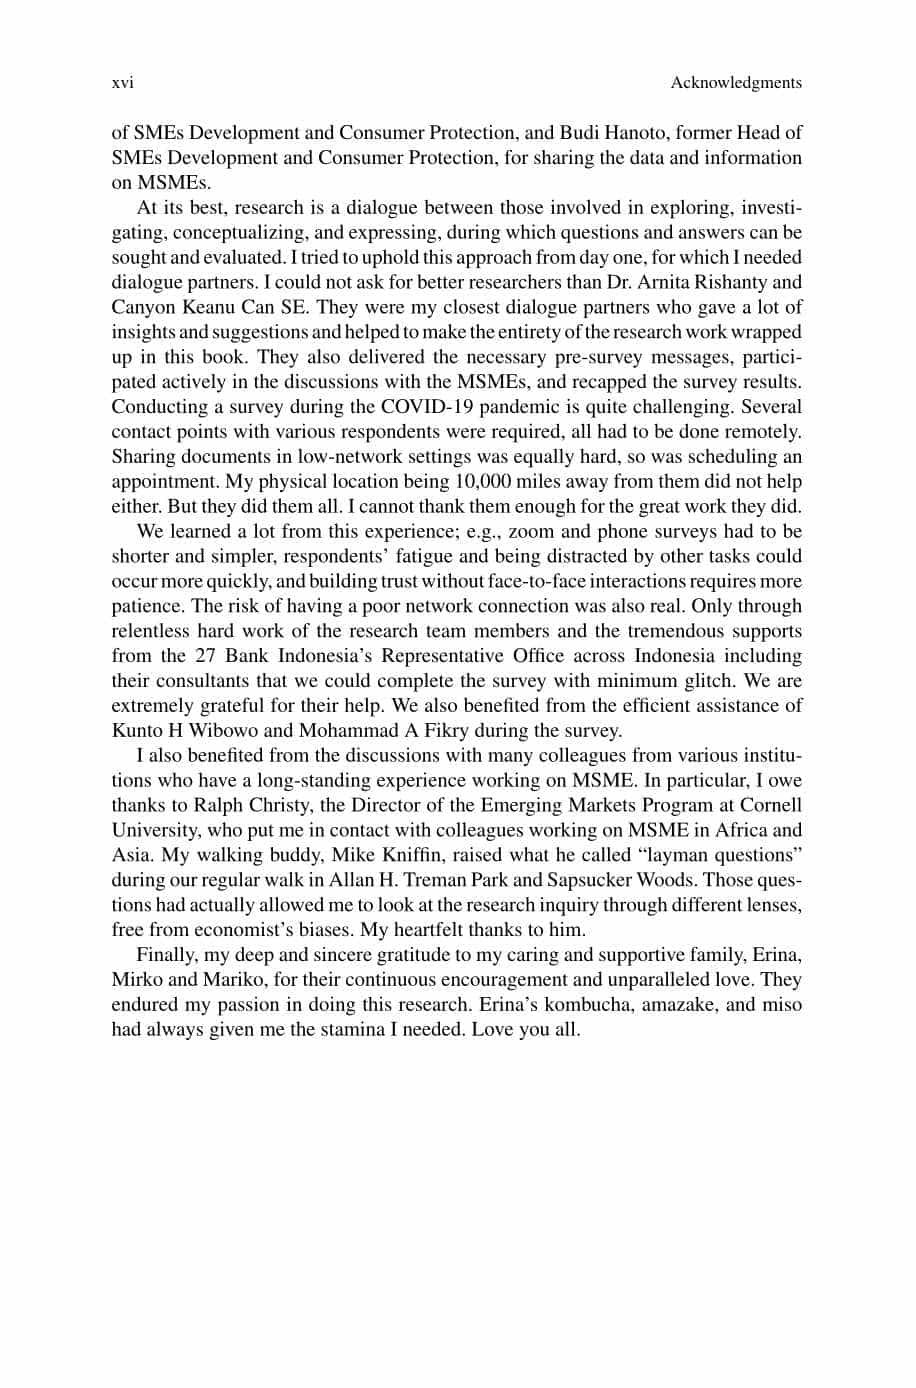 xvi Acknowledgments
of SMEs Development and Consumer Protection, and Budi Hanoto, former Head of
SMEs Development and Consumer Protection, for sharing the data and information
on MSMEs.
At its best, research is a dialogue between those involved in exploring, investi-
gating, conceptualizing, and expressing, during which questions and answers can be
sought and evaluated. I tried to uphold this approach from day one, for which I needed
dialogue partners. I could not ask for better researchers than Dr. Arnita Rishanty and
Canyon Keanu Can SE. They were my closest dialogue partners who gave a lot of
insights and suggestions and helped to make the entirety of the research work wrapped
up in this book. They also delivered the necessary pre-survey messages, partici-
pated actively in the discussions with the MSMEs, and recapped the survey results.
Conducting a survey during the COVID-19 pandemic is quite challenging. Several
contact points with various respondents were required, all had to be done remotely.
Sharing documents in low-network settings was equally hard, so was scheduling an
appointment. My physical location being 10,000 miles away from them did not help
either. But they did them all. I cannot thank them enough for the great work they did.
We learned a lot from this experience; e.g., zoom and phone surveys had to be
shorter and simpler, respondents’ fatigue and being distracted by other tasks could
occur more quickly, and building trust without face-to-face interactions requires more
patience. The risk of having a poor network connection was also real. Only through
relentless hard work of the research team members and the tremendous supports
from the 27 Bank Indonesia’s Representative Office across Indonesia including
their consultants that we could complete the survey with minimum glitch. We are
extremely grateful for their help. We also benefited from the efficient assistance of
Kunto H Wibowo and Mohammad A Fikry during the survey.
I also benefited from the discussions with many colleagues from various institu-
tions who have a long-standing experience working on MSME. In particular, I owe
thanks to Ralph Christy, the Director of the Emerging Markets Program at Cornell
University, who put me in contact with colleagues working on MSME in Africa and
Asia. My walking buddy, Mike Kniffin, raised what he called “layman questions”
during our regular walk in Allan H. Treman Park and Sapsucker Woods. Those ques-
tions had actually allowed me to look at the research inquiry through different lenses,
free from economist’s biases. My heartfelt thanks to him.
Finally, my deep and sincere gratitude to my caring and supportive family, Erina,
Mirko and Mariko, for their continuous encouragement and unparalleled love. They
endured my passion in doing this research. Erina’s kombucha, amazake, and miso
had always given me the stamina I needed. Love you all.